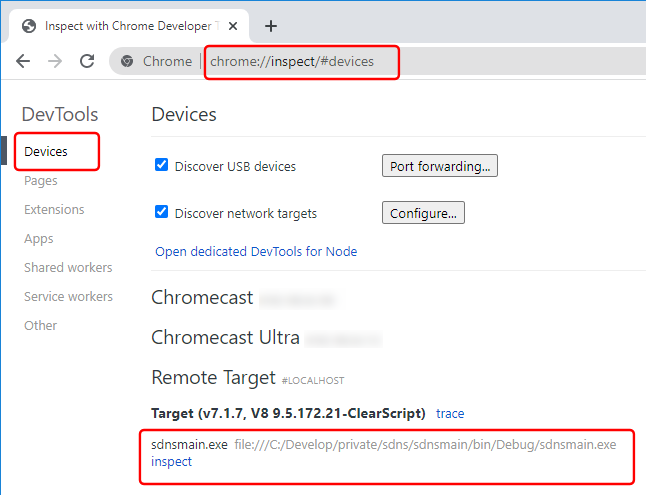 Inspect with Chrome Developer T
Chrome chrome://inspect/#devices
DevTools
Devices
Pages
Extensions
Apps
Shared workers
Service workers
Other
Devices
Discover USB devices
Port forwarding...
Discover network targets
Configure...
Open dedicated DevTools for Node
Chromecast
Chromecast Ultra
Remote Target #LOCALHOST
Target (v7.1.7, V8 9.5.172.21-ClearScript) trace
sdnsmain.exe file:///C:/Develop/private/sdns/sdnsmain/bin/Debug/sdnsmain.exe
inspect